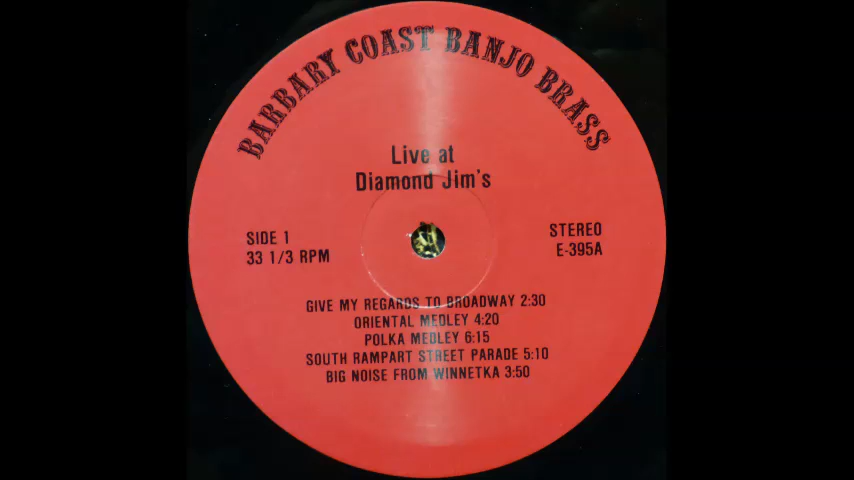 BARBARY COAST BANJO BRASS
Live at
Diamond Jim's
SIDE 1
33 1/3 RPM
STEREO
E-395A
GIVE MY REGARDS TO BROADWAY 2:30
ORIENTAL MEDLEY 4:20
POLKA MEDLEY 6:15
SOUTH RAMPART STREET PARADE 5:10
BIG NOISE FROM WINNETKA 3:50